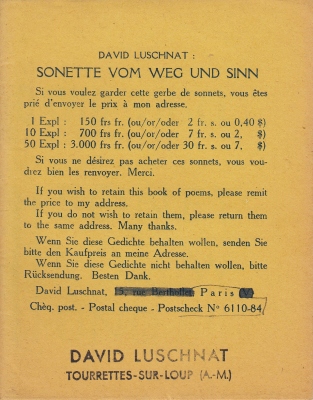 DAVID LUSCHNAT :
SONETTE VOM WEG UND SINN
Si vous voulez garder cette gerbe de sonnets, vous êtes
prié d'envoyer le prix à mon adresse.
1 Expl : 150 frs fr. (ou/or/oder 2 fr. s. ou 0,40 $)
10 Expl : 700 frs fr. (ou/or/oder 7 fr. s. ou 2, $)
50 Expl : 3.000 frs fr. (ou/or/oder 30 fr. s. ou 7, $)
Si vous ne désirez pas acheter ces sonnets, vous vou-
drez bien les renvoyer. Merci.
If you wish to retain this book of poems, please remit
the price to my address.
If you do not wish to retain them, please return them
to the same address. Many thanks.
Wenn Sie diese Gedichte behalten wollen, senden Sie
bitte den Kaufpreis an meine Adresse.
Wenn Sie diese Gedichte nicht behalten wollen, bitte
Rücksendung. Besten Dank.
David Luschnat, rue Paris
Chèq. post. - Postal cheque - Postscheck N° 6110-84
DAVID LUSCHNAT
TOURRETTES-SUR-LOUP (A.-M.)